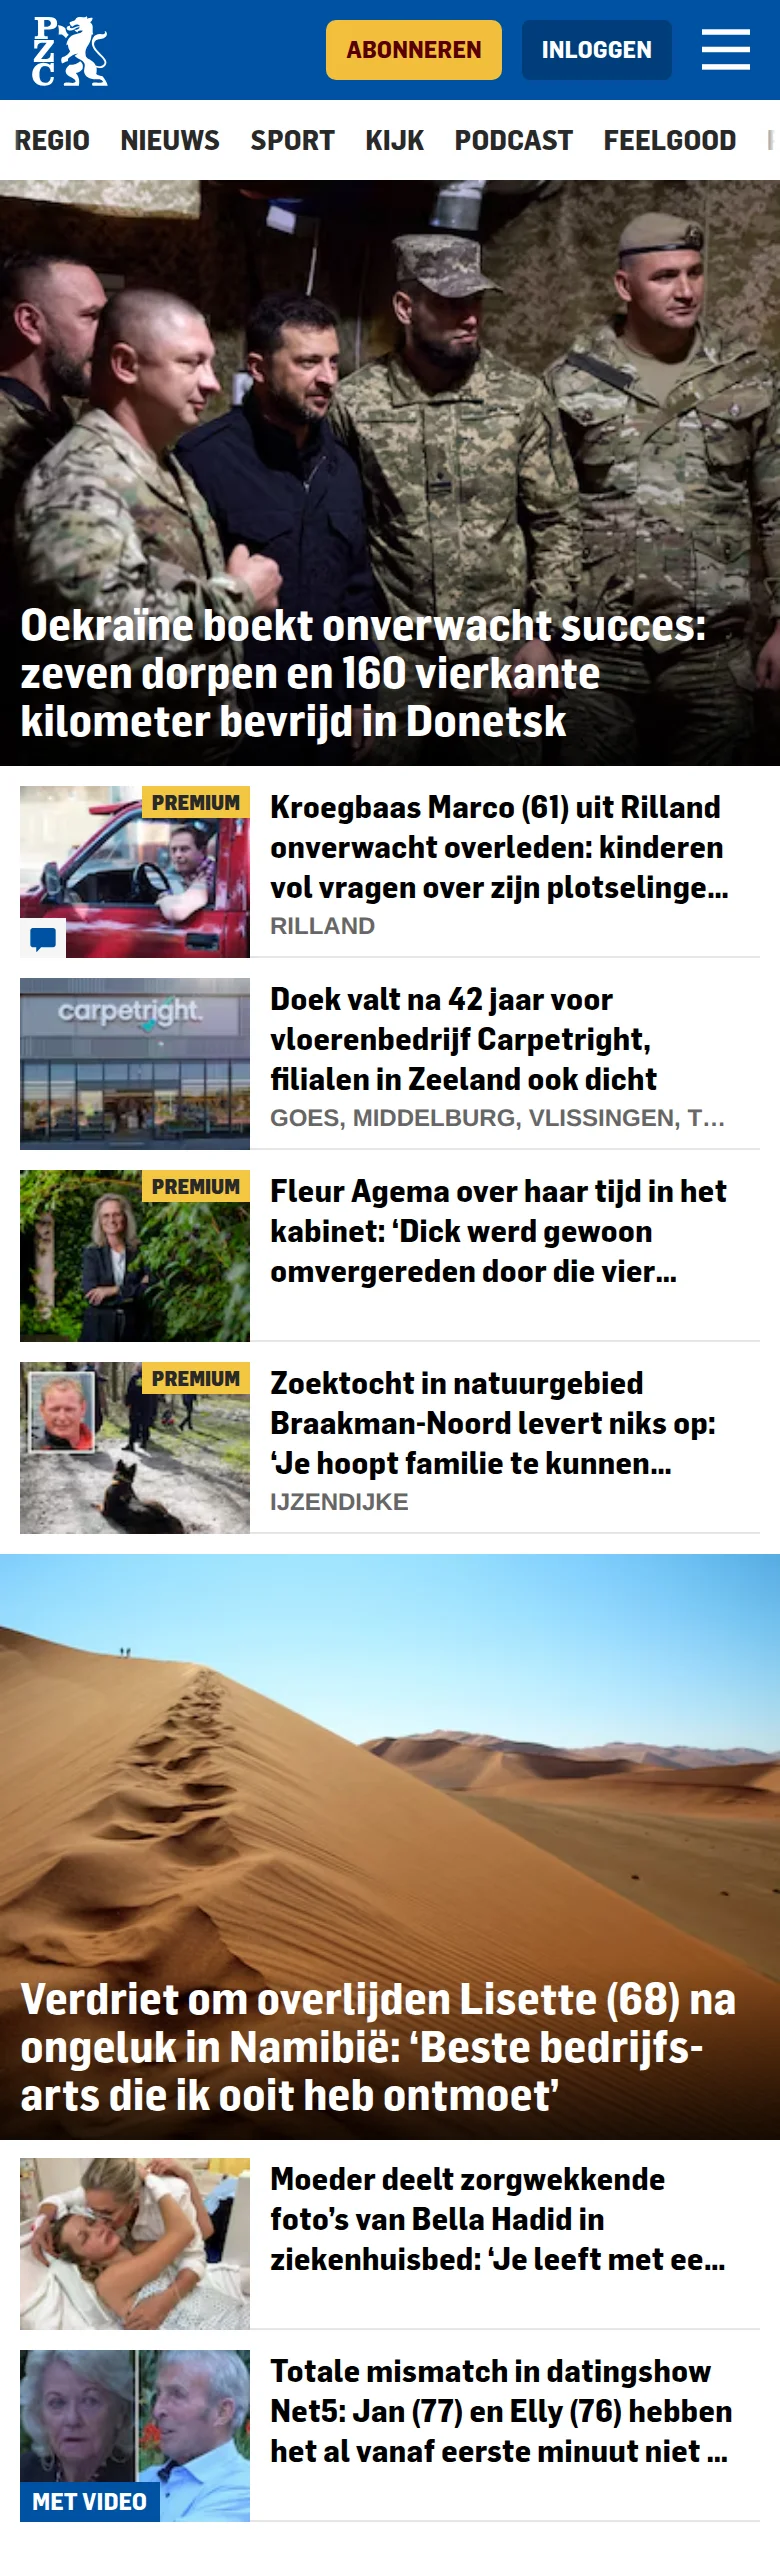 PZC
ABONNEREN
INLOGGEN
REGIO NIEUWS SPORT KIJK PODCAST FEELGOOD
Oekraïne boekt onverwacht succes:
zeven dorpen en 160 vierkante
kilometer bevrijd in Donetsk
PREMIUM
Kroegbaas Marco (61) uit Rilland
onverwacht overleden: kinderen
vol vragen over zijn plotselinge...
RILLAND
carpetright.
Doek valt na 42 jaar voor
vloerenbedrijf Carpetright,
filialen in Zeeland ook dicht
GOES, MIDDELBURG, VLISSINGEN, T...
PREMIUM
Fleur Agema over haar tijd in het
kabinet: ‘Dick werd gewoon
omvergereden door die vier...
PREMIUM
Zoektocht in natuurgebied
Braakman-Noord levert niks op:
‘Je hoopt familie te kunnen...
IJZENDIJKE
Verdriet om overlijden Lisette (68) na
ongeluk in Namibië: ‘Beste bedrijfs-
arts die ik ooit heb ontmoet’
Moeder deelt zorgwekkende
foto’s van Bella Hadid in
ziekenhuisbed: ‘Je leeft met ee...
MET VIDEO
Totale mismatch in datingshow
Net5: Jan (77) en Elly (76) hebben
het al vanaf eerste minuut niet ...